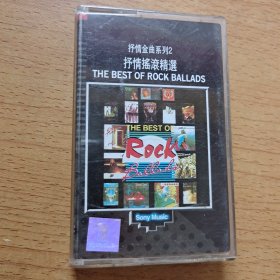 抒情金曲系列2
抒情搖滾精選
THE BEST OF ROCK BALLADS
THE BEST OF
Rock
Ballads
Sony Music